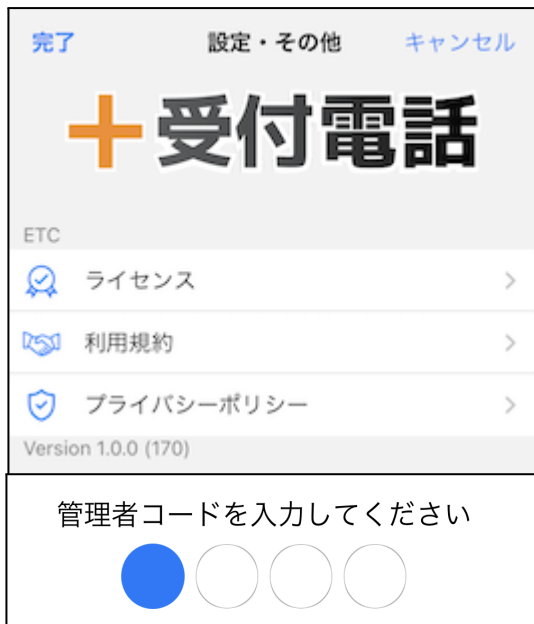 完了 設定・その他 キャンセル
＋受付電話
ETC
ライセンス
利用規約
プライバシーポリシー
Version 1.0.0 (170)
管理者コードを入力してください